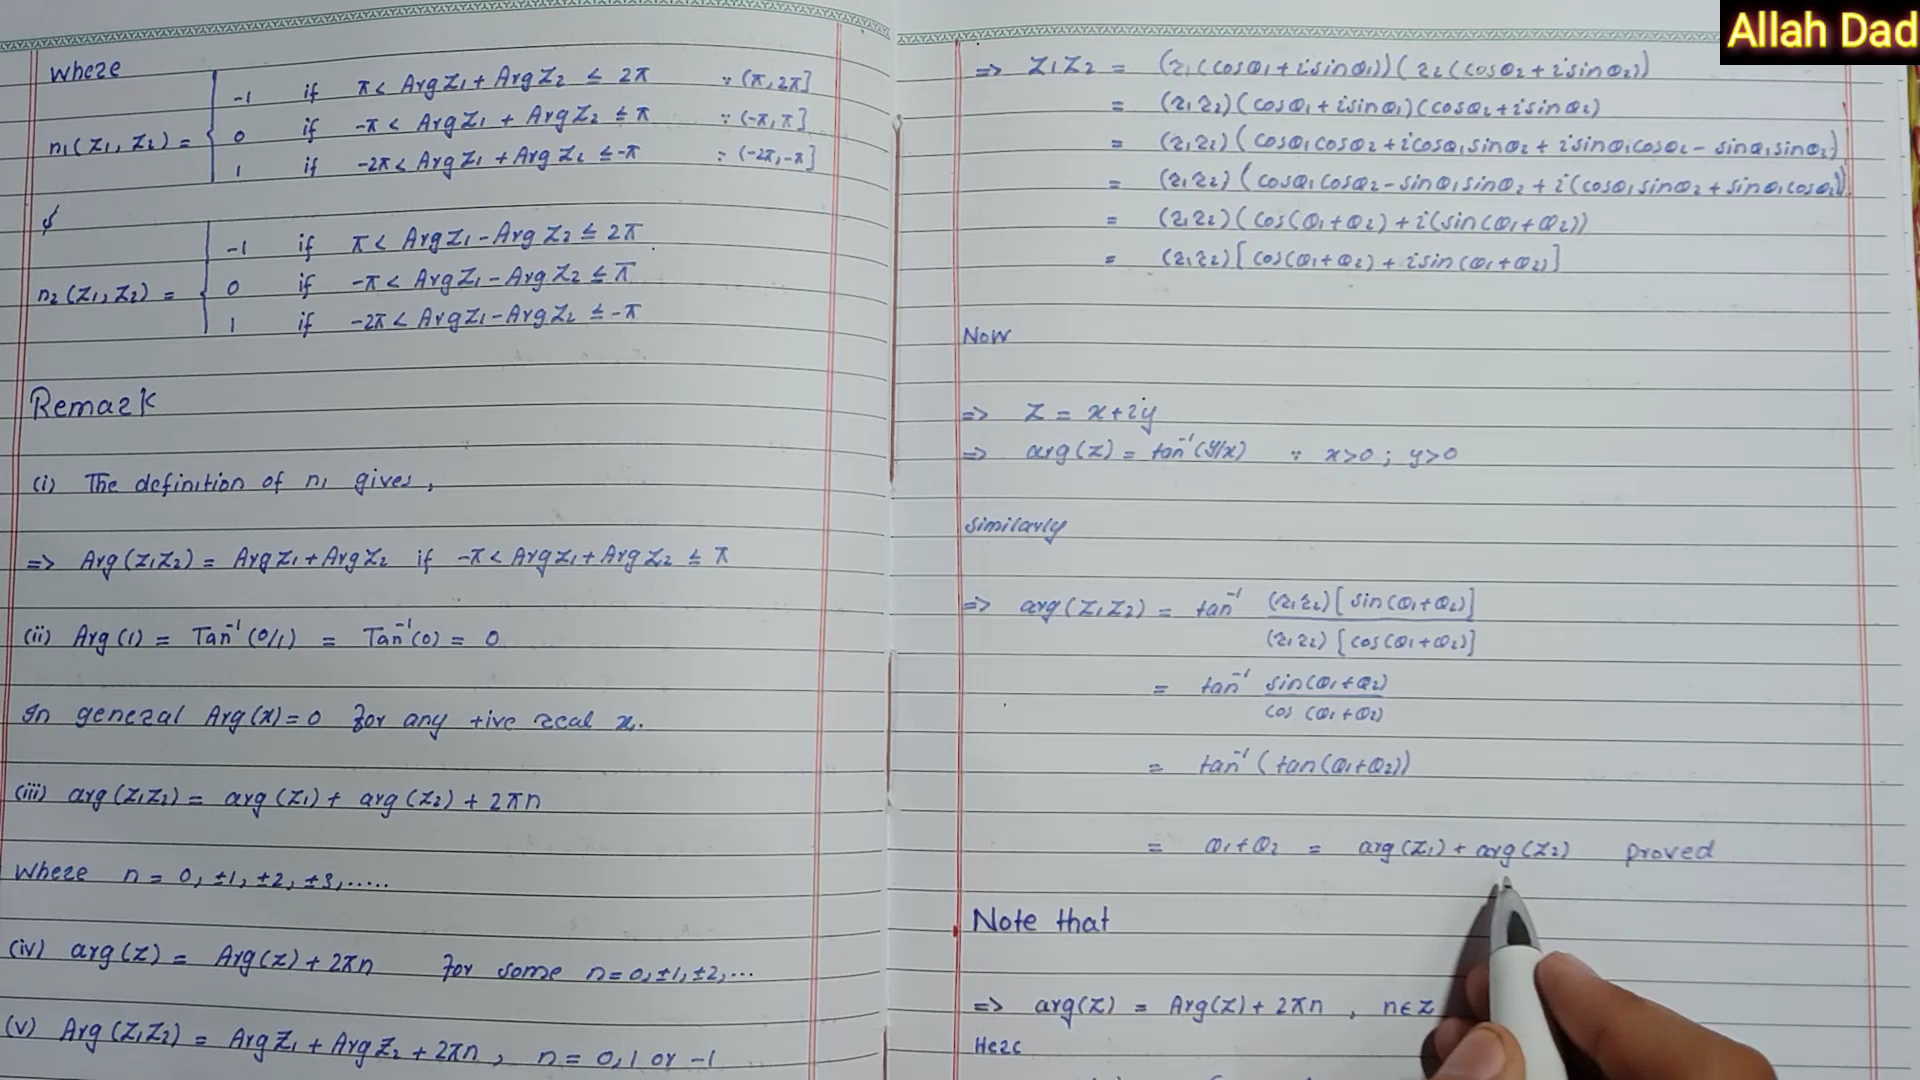 Allah Dad
where
n₁(z₁, z₂) = { -1 if π < Arg z₁ + Arg z₂ ≤ 2π ∵ (π, 2π]
0 if -π < Arg z₁ + Arg z₂ ≤ π ∵ (-π, π]
1 if -2π < Arg z₁ + Arg z₂ ≤ -π ∵ (-2π, -π]
&
n₂(z₁, z₂) = { -1 if π < Arg z₁ - Arg z₂ ≤ 2π
0 if -π < Arg z₁ - Arg z₂ ≤ π
1 if -2π < Arg z₁ - Arg z₂ ≤ -π
Remark
(i) The definition of n₁ gives,
=> Arg(z₁z₂) = Arg z₁ + Arg z₂ if -π < Arg z₁ + Arg z₂ ≤ π
(ii) Arg(1) = Tan⁻¹(0/1) = Tan⁻¹(0) = 0
In general Arg(x) = 0 for any +ive real x.
(iii) arg(z₁z₂) = arg(z₁) + arg(z₂) + 2πn
where n = 0, ±1, ±2, ±3, .....
(iv) arg(z) = Arg(z) + 2πn for some n = 0, ±1, ±2, ...
(v) Arg(z₁z₂) = Arg z₁ + Arg z₂ + 2πn, n = 0, 1 or -1
=> z₁z₂ = (r₁(cosθ₁ + isinθ₁))(r₂(cosθ₂ + isinθ₂))
= (r₁r₂)(cosθ₁ + isinθ₁)(cosθ₂ + isinθ₂)
= (r₁r₂)(cosθ₁cosθ₂ + icosθ₁sinθ₂ + isinθ₁cosθ₂ - sinθ₁sinθ₂)
= (r₁r₂)(cosθ₁cosθ₂ - sinθ₁sinθ₂ + i(cosθ₁sinθ₂ + sinθ₁cosθ₂))
= (r₁r₂)(cos(θ₁+θ₂) + i(sin(θ₁+θ₂))
= (r₁r₂)[cos(θ₁+θ₂) + isin(θ₁+θ₂)]
Now
=> z = x + iy
=> arg(z) = tan⁻¹(y/x) ∵ x>0 ; y>0
Similarly
=> arg(z₁z₂) = tan⁻¹ (r₁r₂)[sin(θ₁+θ₂)]
(r₁r₂)[cos(θ₁+θ₂)]
= tan⁻¹ sin(θ₁+θ₂)
cos(θ₁+θ₂)
= tan⁻¹(tan(θ₁+θ₂))
= θ₁+θ₂ = arg(z₁) + arg(z₂) proved
Note that
=> arg(z) = Arg(z) + 2πn , n∈z
Here